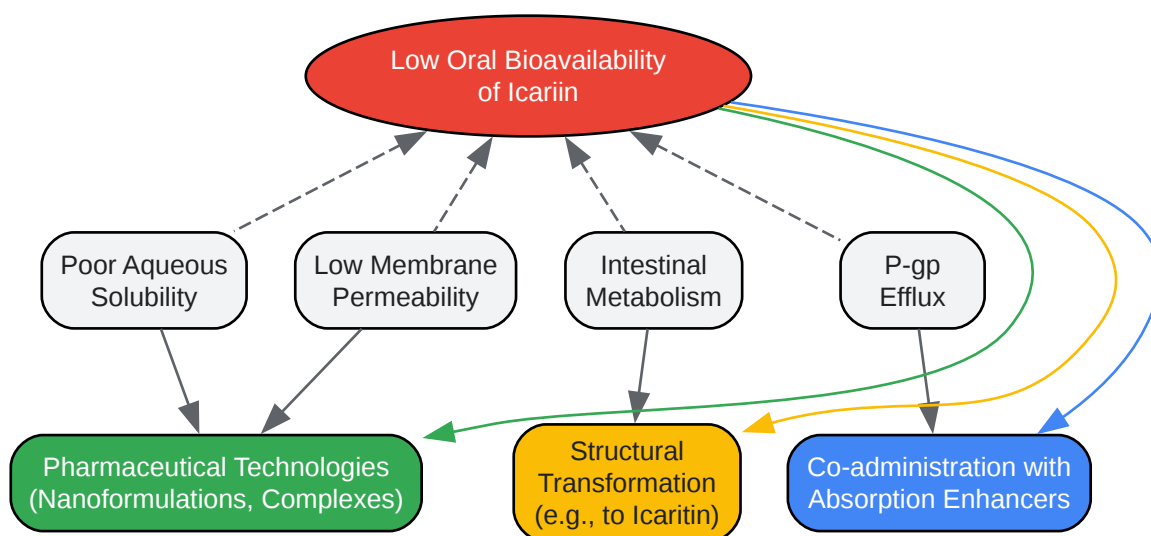 Low Oral Bioavailability
of Icariin
Poor Aqueous
Solubility
Low Membrane
Permeability
Intestinal
Metabolism
P-gp
Efflux
Pharmaceutical Technologies
(Nanoformulations, Complexes)
Structural
Transformation
(e.g., to Icaritin)
Co-administration with
Absorption Enhancers